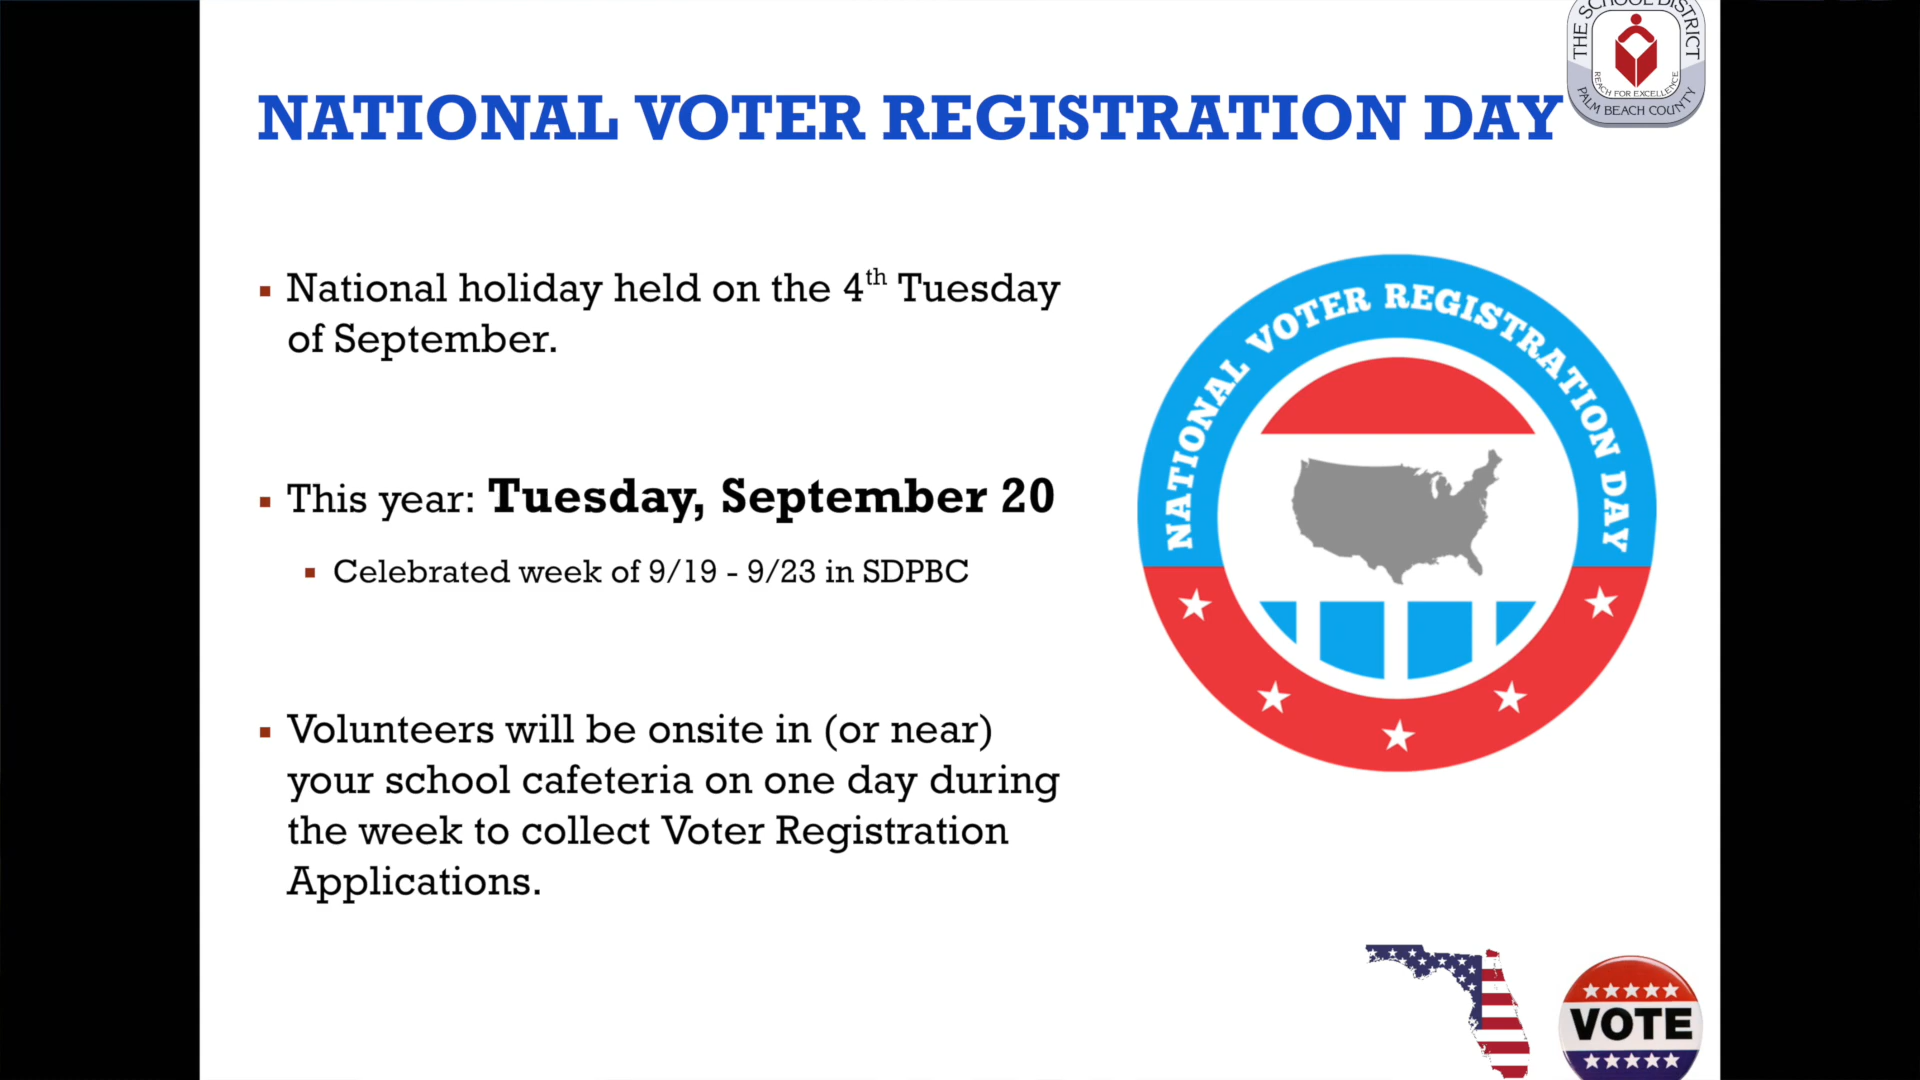 THE SCHOOL DISTRICT
REACH FOR EXCELLENCE
PALM BEACH COUNTY
NATIONAL VOTER REGISTRATION DAY
▪ National holiday held on the 4th Tuesday
of September.
▪ This year: Tuesday, September 20
▪ Celebrated week of 9/19 - 9/23 in SDPBC
▪ Volunteers will be onsite in (or near)
your school cafeteria on one day during
the week to collect Voter Registration
Applications.
NATIONAL VOTER REGISTRATION DAY
VOTE